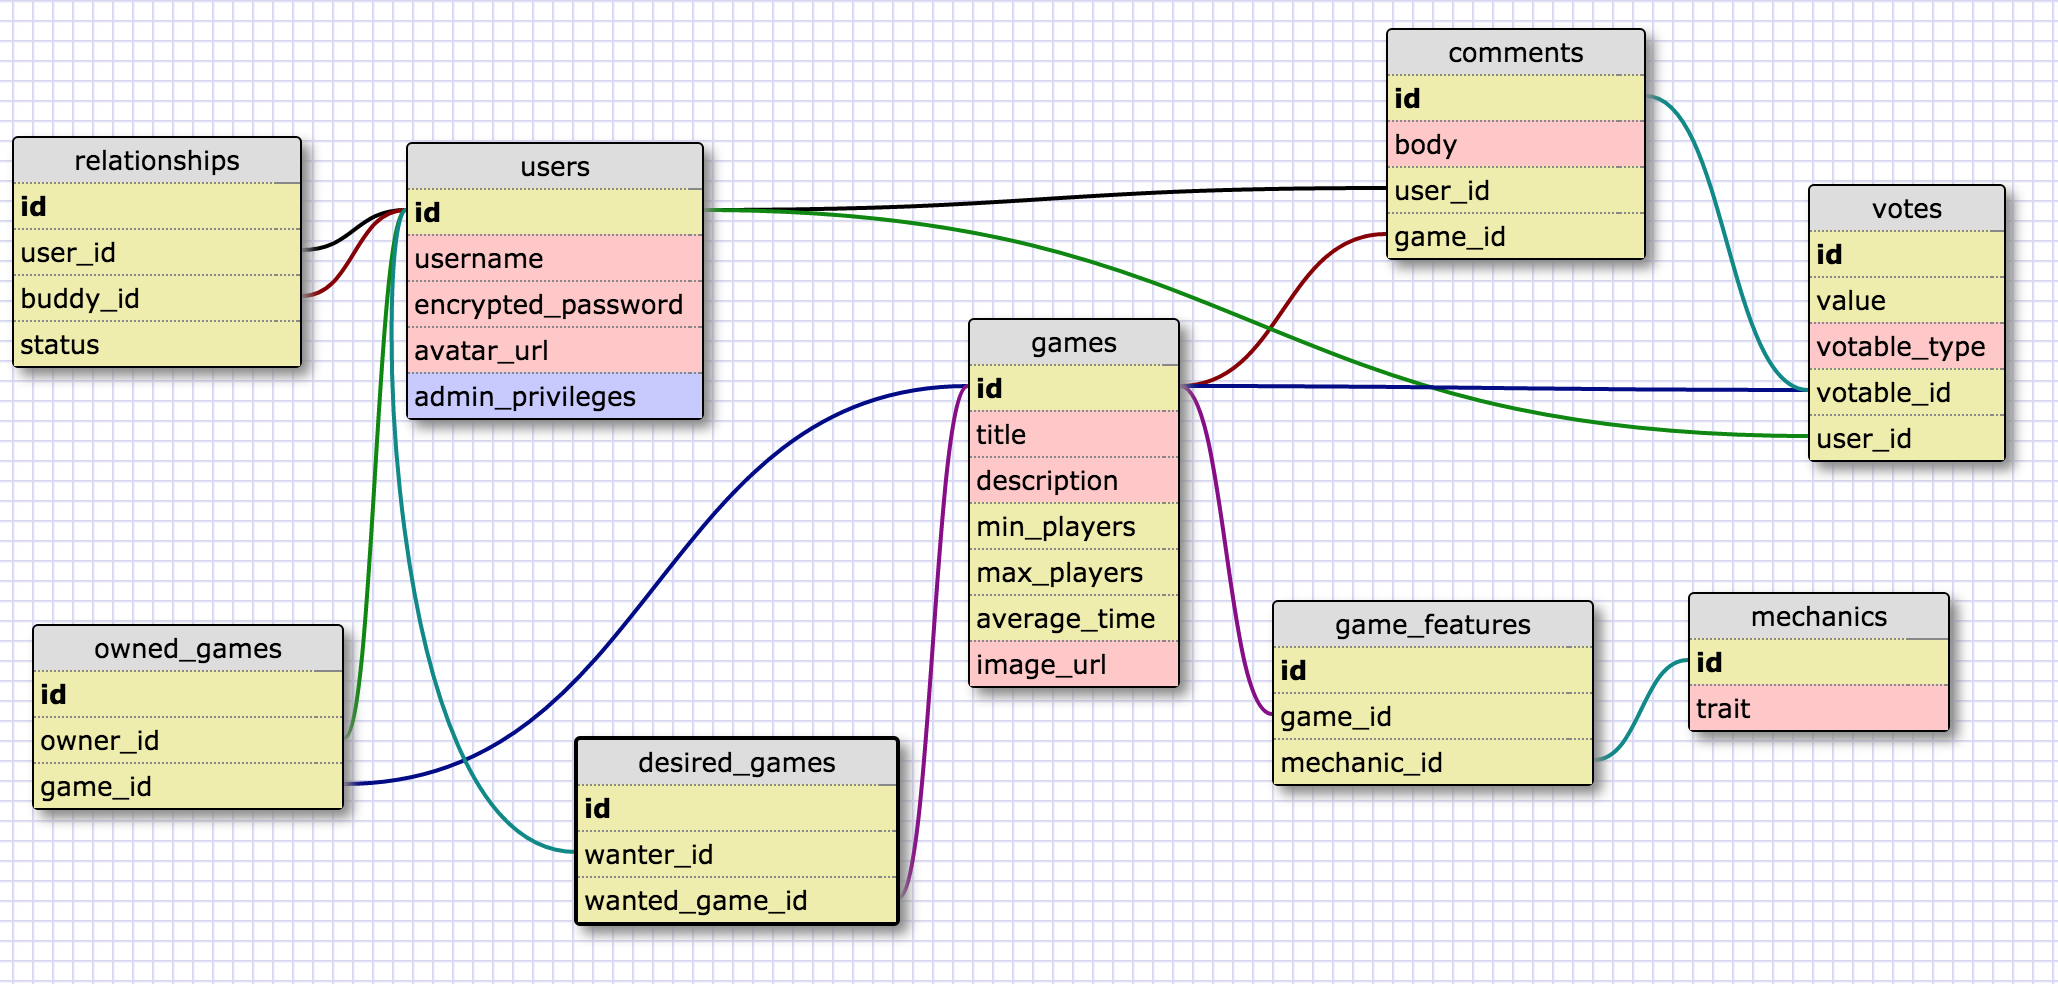 relationships
id
user_id
buddy_id
status
users
id
username
encrypted_password
avatar_url
admin_privileges
comments
id
body
user_id
game_id
votes
id
value
votable_type
votable_id
user_id
games
id
title
description
min_players
max_players
average_time
image_url
owned_games
id
owner_id
game_id
desired_games
id
wanter_id
wanted_game_id
game_features
id
game_id
mechanic_id
mechanics
id
trait